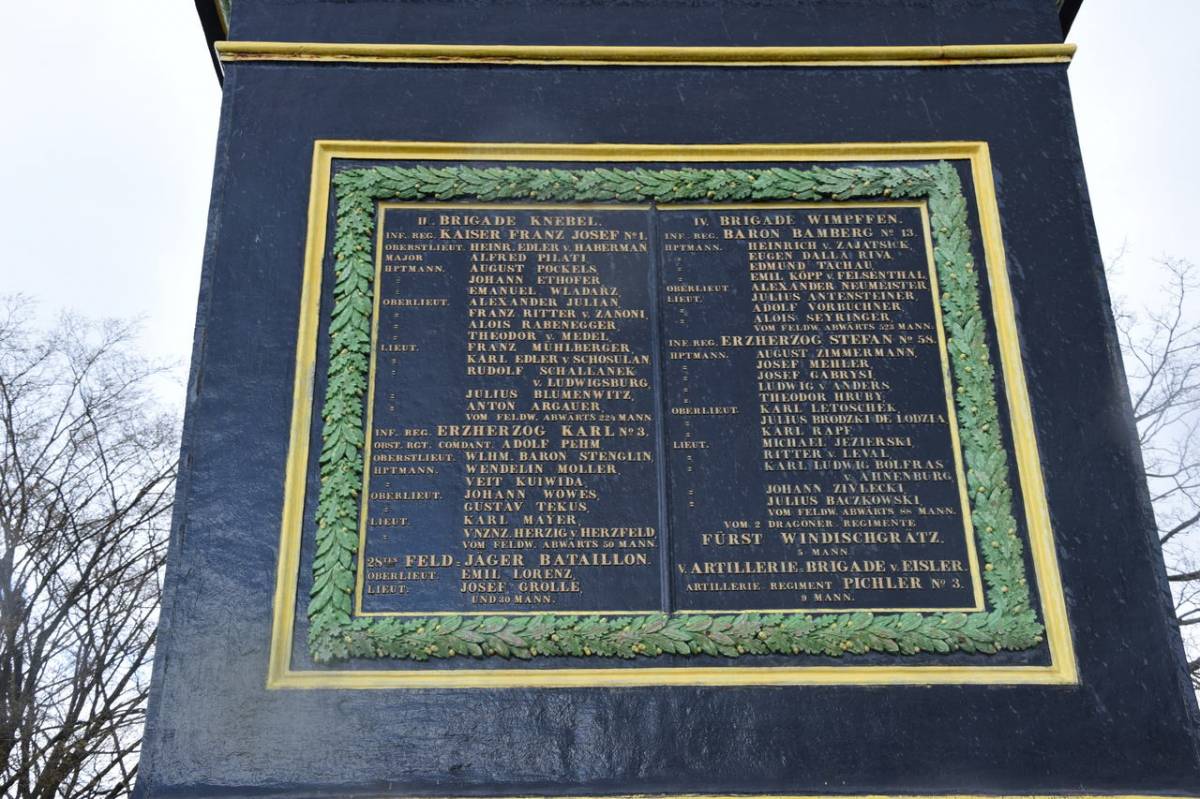 II. BRIGADE KNEBEL.
INF. REG. KAISER FRANZ JOSEF Nº 1.
OBERSTLIEUT. HEINR. EDLER v. HABERMAN
MAJOR ALFRED PILATI
HPTMANN. AUGUST POCKELS
" JOHANN ETHOFER
" EMANUEL WLADARZ
OBERLIEUT. ALEXANDER JULIAN
" FRANZ RITTER v. ZANONI,
" ALOIS RABENEGGER,
" THEODOR v. MEDEL,
LIEUT. FRANZ MÜHLBERGER,
" KARL EDLER v SCHOSULAN,
" RUDOLF SCHALLANEK
v. LUDWIGSBURG,
" JULIUS BLUMENWITZ,
" ANTON ARGAUER,
VOM FELDW. ABWÄRTS 224 MANN.
INF. REG. ERZHERZOG KARL Nº 3.
OBST. RGT. COMDANT. ADOLF PEHM,
OBERSTLIEUT. WLHM. BARON STENGLIN,
HPTMANN. WENDELIN MOLLER,
" VEIT KUIWIDA,
OBERLIEUT. JOHANN WOWES,
" GUSTAV TEKUS,
LIEUT. KARL MAYER,
" VNZNZ. HERZIG v HERZFELD,
VOM FELDW. ABWÄRTS 50 MANN.
28TES FELD=JÄGER BATAILLON.
OBERLIEUT. EMIL LORENZ,
LIEUT. JOSEF GROLLE,
UND 30 MANN.
IV. BRIGADE WIMPFFEN.
INF. REG. BARON BAMBERG Nº 13.
HPTMANN. HEINRICH v. ZAJATSICK,
" EUGEN DALLA RIVA,
" EDMUND TACHAU,
" EMIL KOPP v. FELSENTHAL,
OBERLIEUT. ALEXANDER NEUMEISTER
LIEUT. JULIUS ANTENSTEINER,
" ADOLF VORBUCHNER,
" ALOIS SEYRINGER,
VOM FELDW. ABWÄRTS 523 MANN.
INF. REG. ERZHERZOG STEFAN Nº 58.
HPTMANN. AUGUST ZIMMERMANN,
" JOSEF MEHLER,
" JOSEF GABRYSI,
" LUDWIG v ANDERS,
" THEODOR HRUBY,
OBERLIEUT. KARL LETOSCHEK,
" JULIUS BRODZKI DE LODZIA,
" KARL RAPF,
LIEUT. MICHAEL JEZIERSKI,
" RITTER v. LEVAL,
" KARL LUDWIG BOLFRAS
v. AHNENBURG,
" JOHANN ZIVLECKI,
" JULIUS BACZKOWSKI,
VOM FELDW. ABWÄRTS 88 MANN.
VOM 2 DRAGONER REGIMENTE
FÜRST WINDISCHGRÄTZ.
5 MANN
V. ARTILLERIE=BRIGADE v. EISLER.
ARTILLERIE REGIMENT PICHLER Nº 3.
9 MANN.